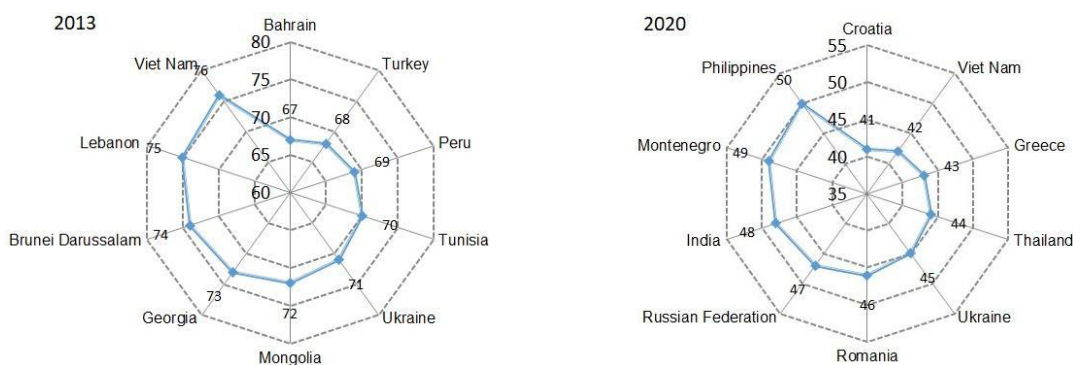 2013
Bahrain
80
Viet Nam
76
75
Turkey
70
67
68
Lebanon
75
65
69
Peru
60
Brunei Darussalam
74
70
Tunisia
73
71
Georgia
72
Ukraine
Mongolia
2020
Croatia
55
Philippines
50
50
Viet Nam
45
41
42
Montenegro
49
40
43
Greece
35
India
48
44
Thailand
47
45
46
Russian Federation
Ukraine
Romania